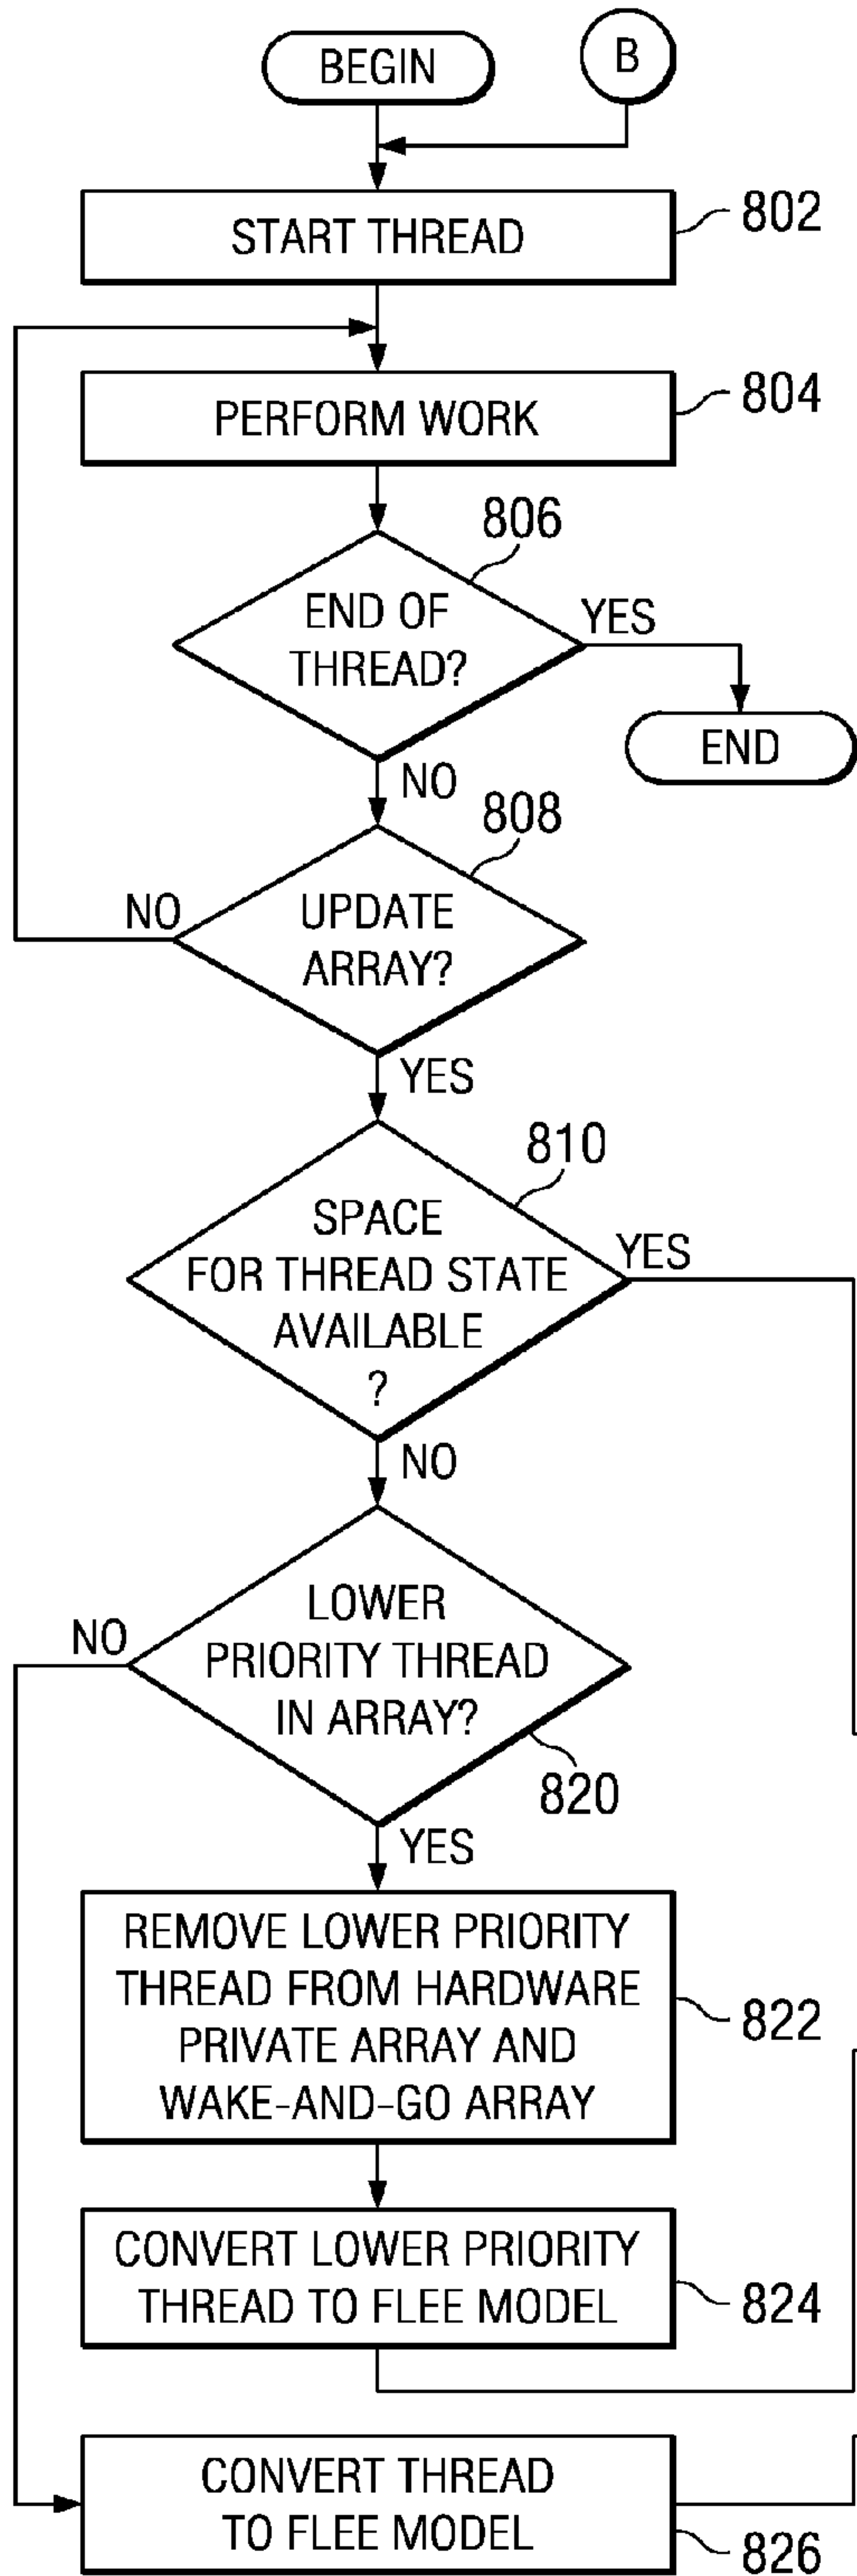 BEGIN
B
START THREAD
802
PERFORM WORK
804
806
END OF
THREAD?
YES
END
NO
808
UPDATE
ARRAY?
NO
YES
810
SPACE
FOR THREAD STATE
AVAILABLE
?
YES
NO
LOWER
PRIORITY THREAD
IN ARRAY?
NO
820
YES
REMOVE LOWER PRIORITY
THREAD FROM HARDWARE
PRIVATE ARRAY AND
WAKE-AND-GO ARRAY
822
CONVERT LOWER PRIORITY
THREAD TO FLEE MODEL
824
CONVERT THREAD
TO FLEE MODEL
826